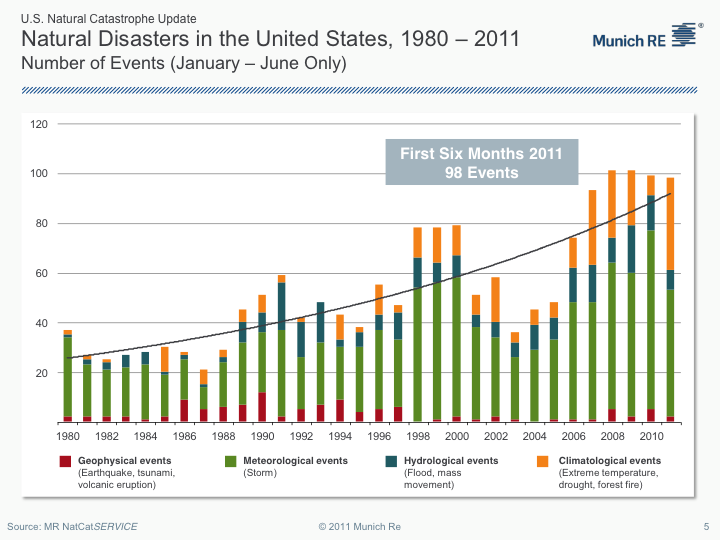 U.S. Natural Catastrophe Update
Natural Disasters in the United States, 1980 – 2011
Number of Events (January – June Only)
Munich RE
®
120
First Six Months 2011
98 Events
100
80
60
40
20
1980 1982 1984 1986 1988 1990 1992 1994 1996 1998 2000 2002 2004 2006 2008 2010
Geophysical events
(Earthquake, tsunami,
volcanic eruption)
Meteorological events
(Storm)
Hydrological events
(Flood, mass
movement)
Climatological events
(Extreme temperature,
drought, forest fire)
Source: MR NatCatSERVICE
© 2011 Munich Re
5